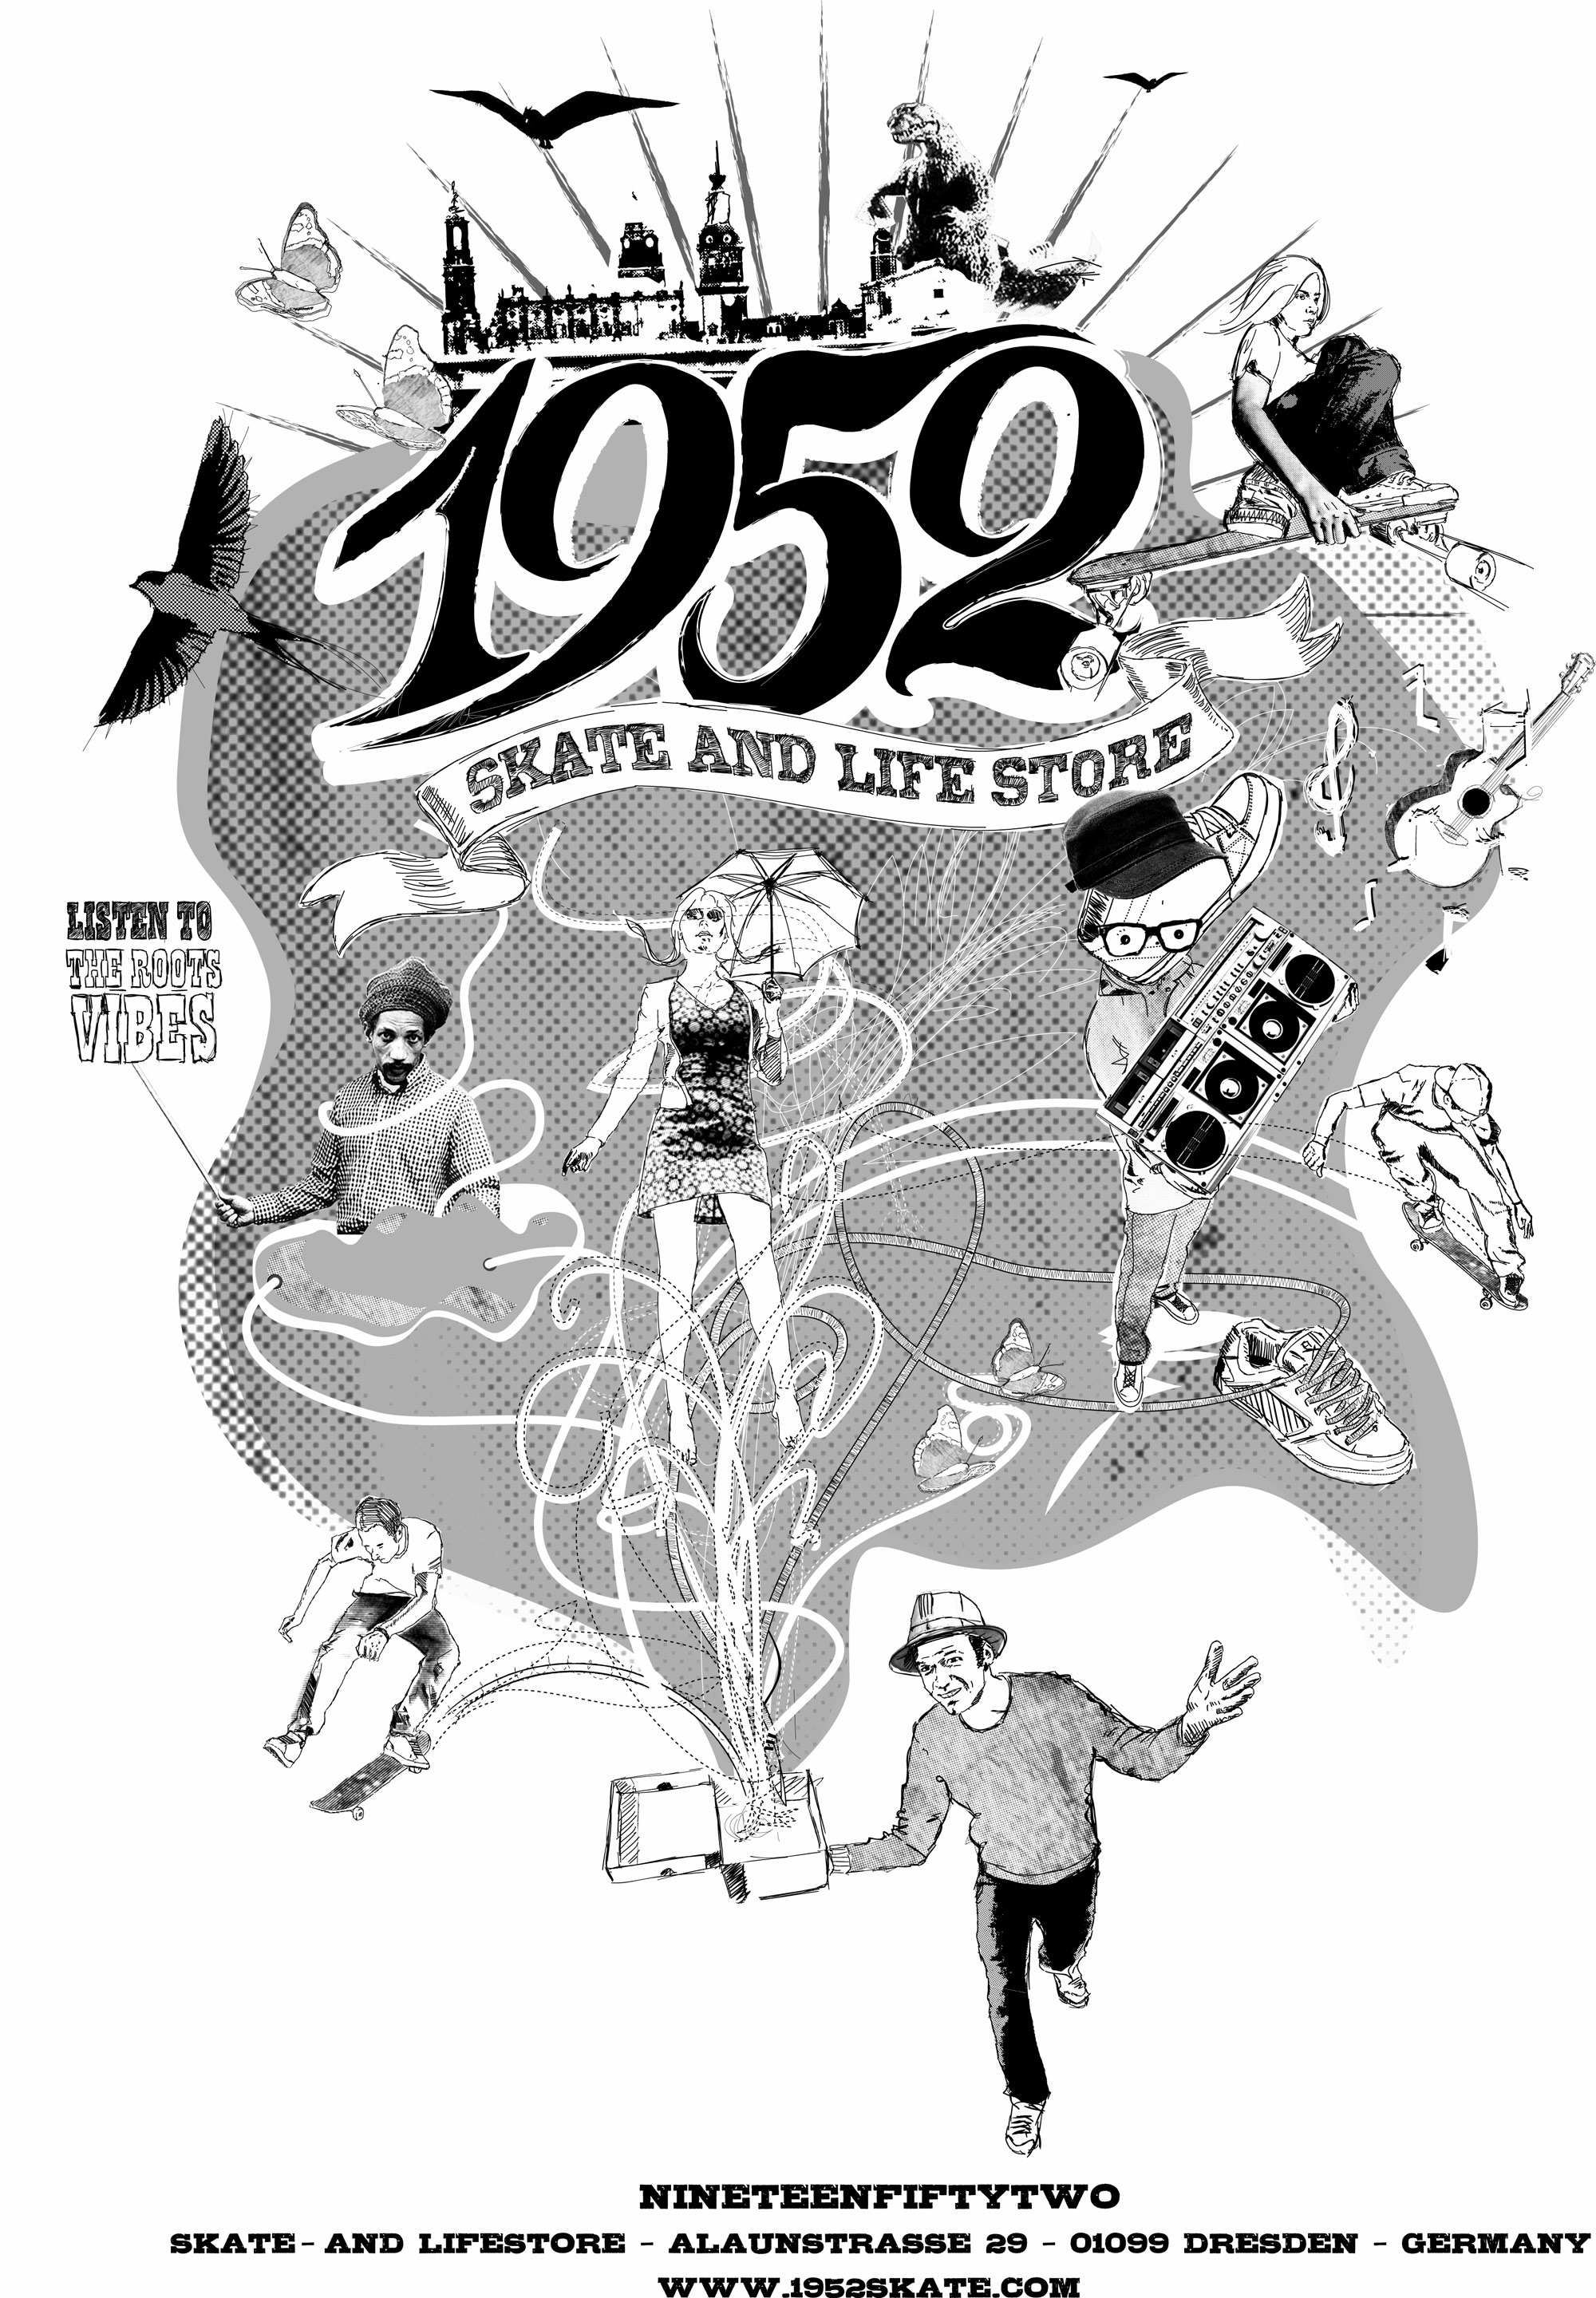 1952
SKATE AND LIFE STORE
LISTEN TO
THE ROOTS
VIBES
NINETEENFIFTYTWO
SKATE- AND LIFESTORE - ALAUNSTRASSE 29 - 01099 DRESDEN - GERMANY
WWW.1952SKATE.COM